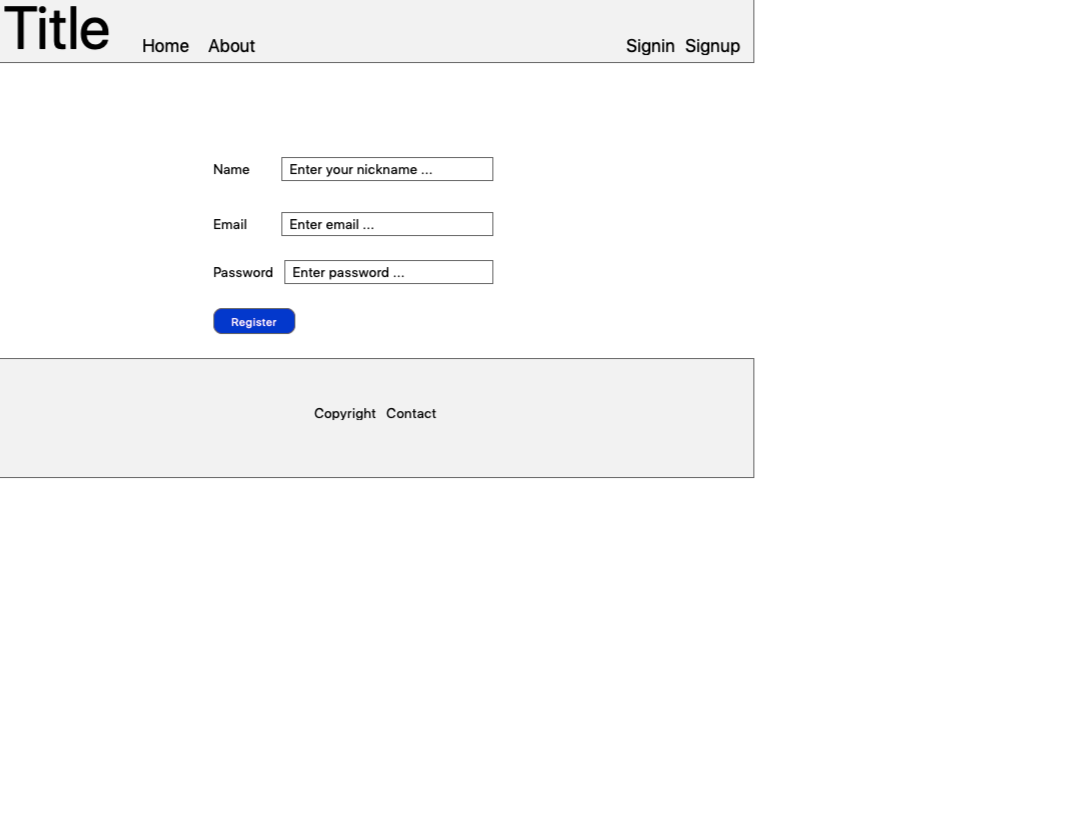 Title Home About Signin Signup
Name Enter your nickname ...
Email Enter email ...
Password Enter password ...
Register
Copyright Contact